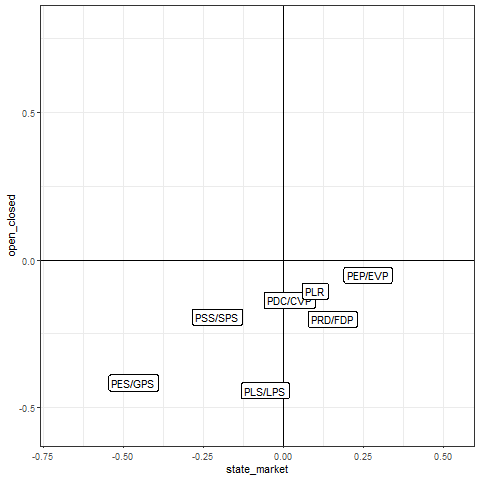 0.5
0.0
-0.5
open_closed
PEP/EVP
PLR
PDC/CVP
PRD/FDP
PSS/SPS
PES/GPS
PLS/LPS
-0.75 -0.50 -0.25 0.00 0.25 0.50
state_market